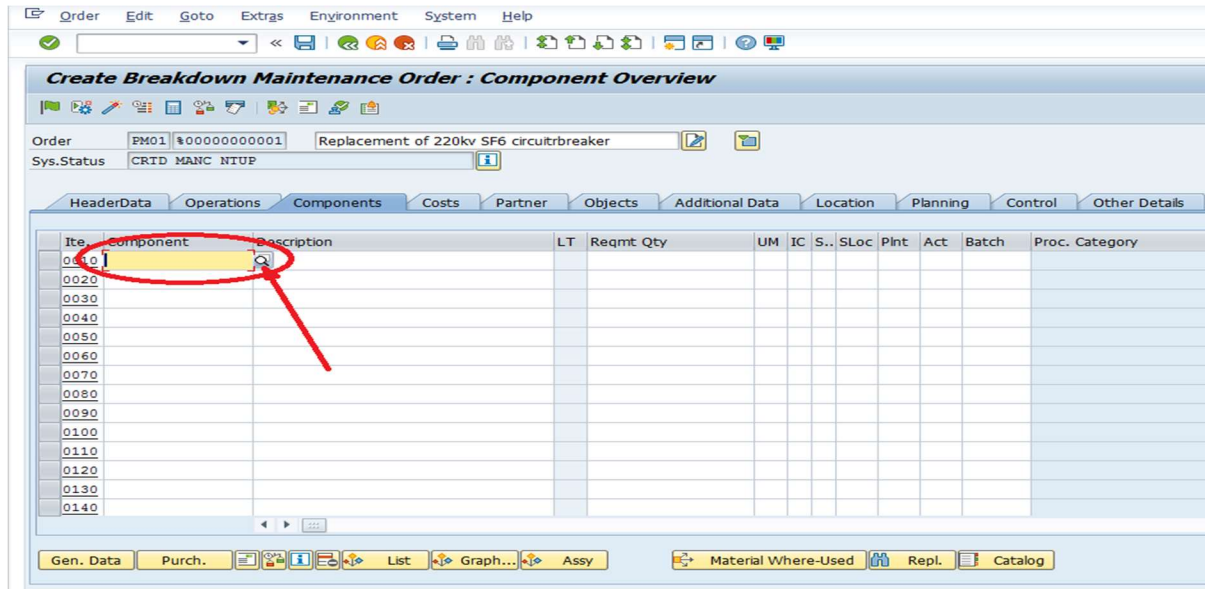 Order Edit Goto Extras Environment System Help
Create Breakdown Maintenance Order : Component Overview
Order PM01 %00000000001 Replacement of 220kv SF6 circuitrbreaker
Sys.Status CRTD MANC NTUP
HeaderData Operations Components Costs Partner Objects Additional Data Location Planning Control Other Details
Ite. Component Description LT Reqmt Qty UM IC S.. SLoc Plnt Act Batch Proc. Category
0010
0020
0030
0040
0050
0060
0070
0080
0090
0100
0110
0120
0130
0140
Gen. Data Purch. List Graph... Assy Material Where-Used Repl. Catalog